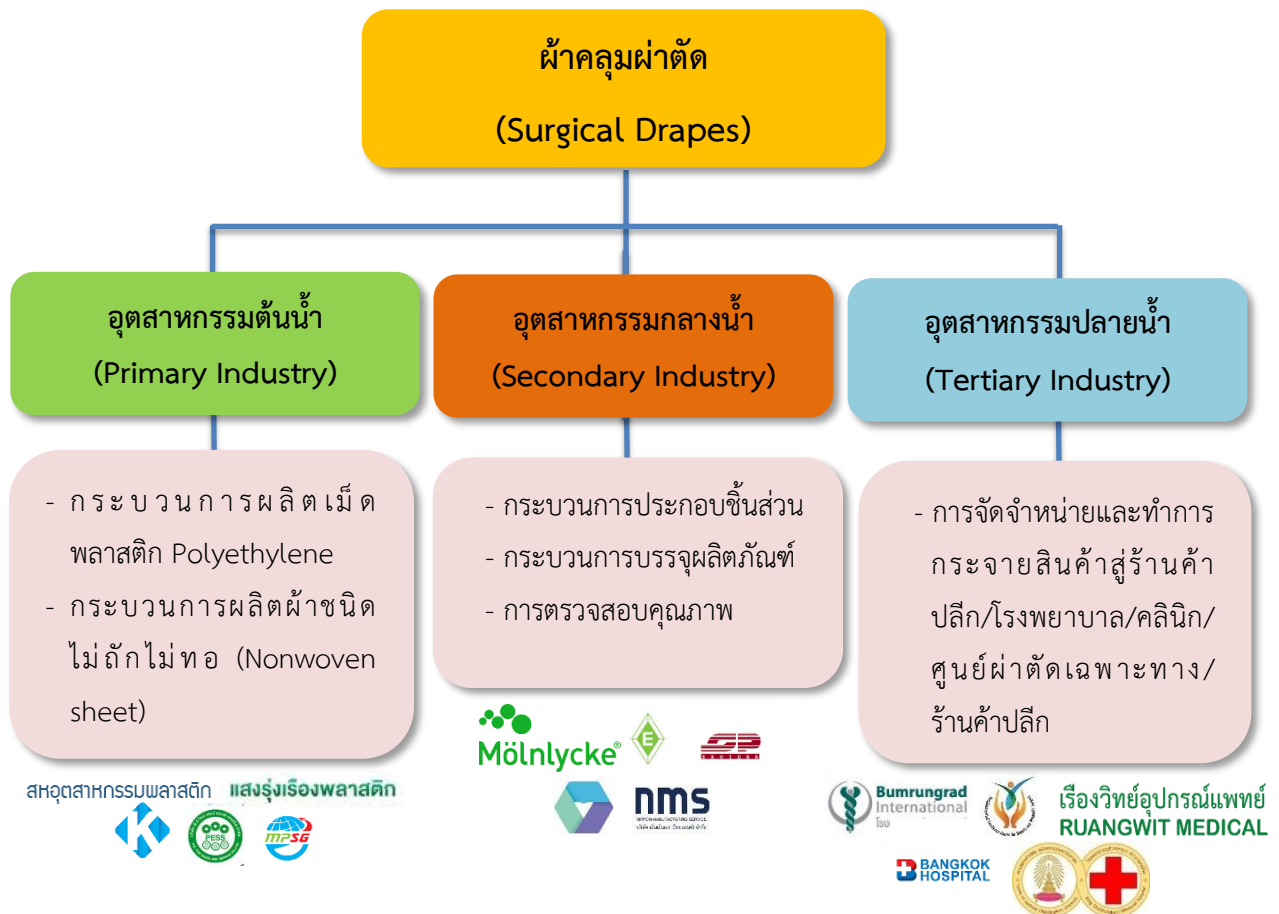 ผ้าคลุมผ่าตัด
(Surgical Drapes)
อุตสาหกรรมต้นน้ำ
(Primary Industry)
อุตสาหกรรมกลางน้ำ
(Secondary Industry)
อุตสาหกรรมปลายน้ำ
(Tertiary Industry)
- กระบวนการผลิตเม็ด
พลาสติก Polyethylene
- กระบวนการผลิตผ้าชนิด
ไม่ถักไม่ทอ (Nonwoven
sheet)
- กระบวนการประกอบชิ้นส่วน
- กระบวนการบรรจุผลิตภัณฑ์
- การตรวจสอบคุณภาพ
- การจัดจำหน่ายและทำการ
กระจายสินค้าสู่ร้านค้า
ปลีก/โรงพยาบาล/คลินิก/
ศูนย์ผ่าตัดเฉพาะทาง/
ร้านค้าปลีก
สหอุตสาหกรรมพลาสติก
แสงรุ่งเรืองพลาสติก
K
PESS
MPSG
Mölnlycke®
E
GP
nms
Bumrungrad
International
เรืองวิทย์อุปกรณ์แพทย์
RUANGWIT MEDICAL
BANGKOK
HOSPITAL